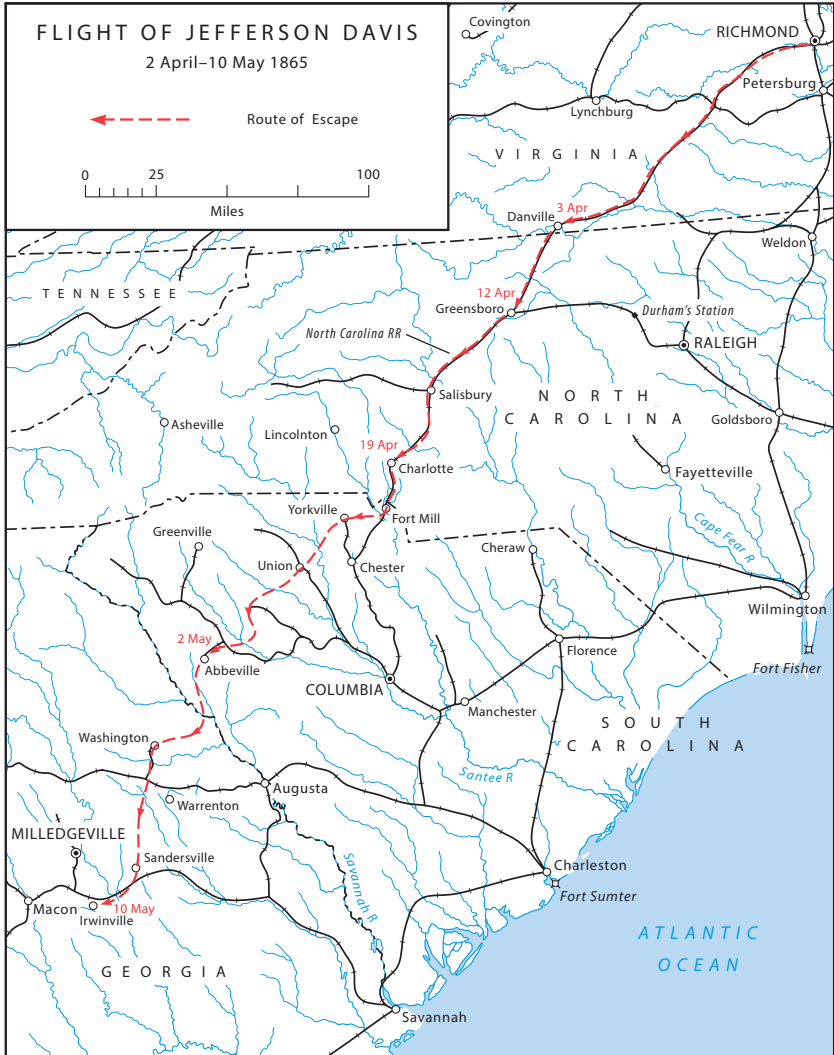 FLIGHT OF JEFFERSON DAVIS
2 April–10 May 1865
Route of Escape
0 25 100
Miles
Covington
RICHMOND
Petersburg
Lynchburg
VIRGINIA
3 Apr
Danville
Weldon
TENNESSEE
12 Apr
Greensboro
Durham's Station
North Carolina RR
RALEIGH
Salisbury
NORTH
CAROLINA
Goldsboro
Asheville
Lincolnton
19 Apr
Charlotte
Fayetteville
Yorkville
Fort Mill
Cape Fear R
Greenville
Cheraw
Union
Chester
Wilmington
2 May
Abbeville
Florence
Fort Fisher
COLUMBIA
Manchester
SOUTH
CAROLINA
Washington
Santee R
Augusta
Warrenton
MILLEDGEVILLE
Sandersville
Savannah R
Charleston
Fort Sumter
Macon
10 May
Irwinville
ATLANTIC
OCEAN
GEORGIA
Savannah